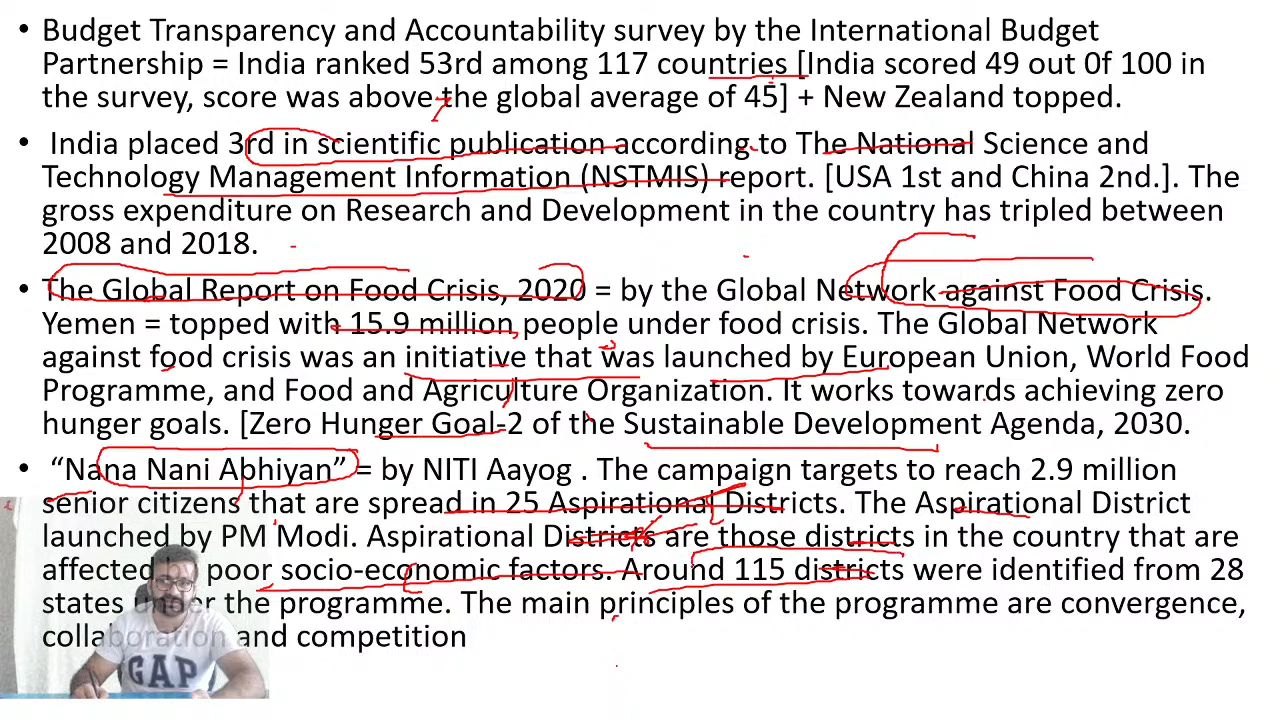 • Budget Transparency and Accountability survey by the International Budget
Partnership = India ranked 53rd among 117 countries [India scored 49 out 0f 100 in
the survey, score was above the global average of 45] + New Zealand topped.
• India placed 3rd in scientific publication according to The National Science and
Technology Management Information (NSTMIS) report. [USA 1st and China 2nd.]. The
gross expenditure on Research and Development in the country has tripled between
2008 and 2018.
• The Global Report on Food Crisis, 2020 = by the Global Network against Food Crisis.
Yemen = topped with 15.9 million people under food crisis. The Global Network
against food crisis was an initiative that was launched by European Union, World Food
Programme, and Food and Agriculture Organization. It works towards achieving zero
hunger goals. [Zero Hunger Goal-2 of the Sustainable Development Agenda, 2030.
• “Nana Nani Abhiyan” = by NITI Aayog . The campaign targets to reach 2.9 million
senior citizens that are spread in 25 Aspirational Districts. The Aspirational District
launched by PM Modi. Aspirational Districts are those districts in the country that are
affected poor socio-economic factors. Around 115 districts were identified from 28
states under the programme. The main principles of the programme are convergence,
collaboration and competition
GAP